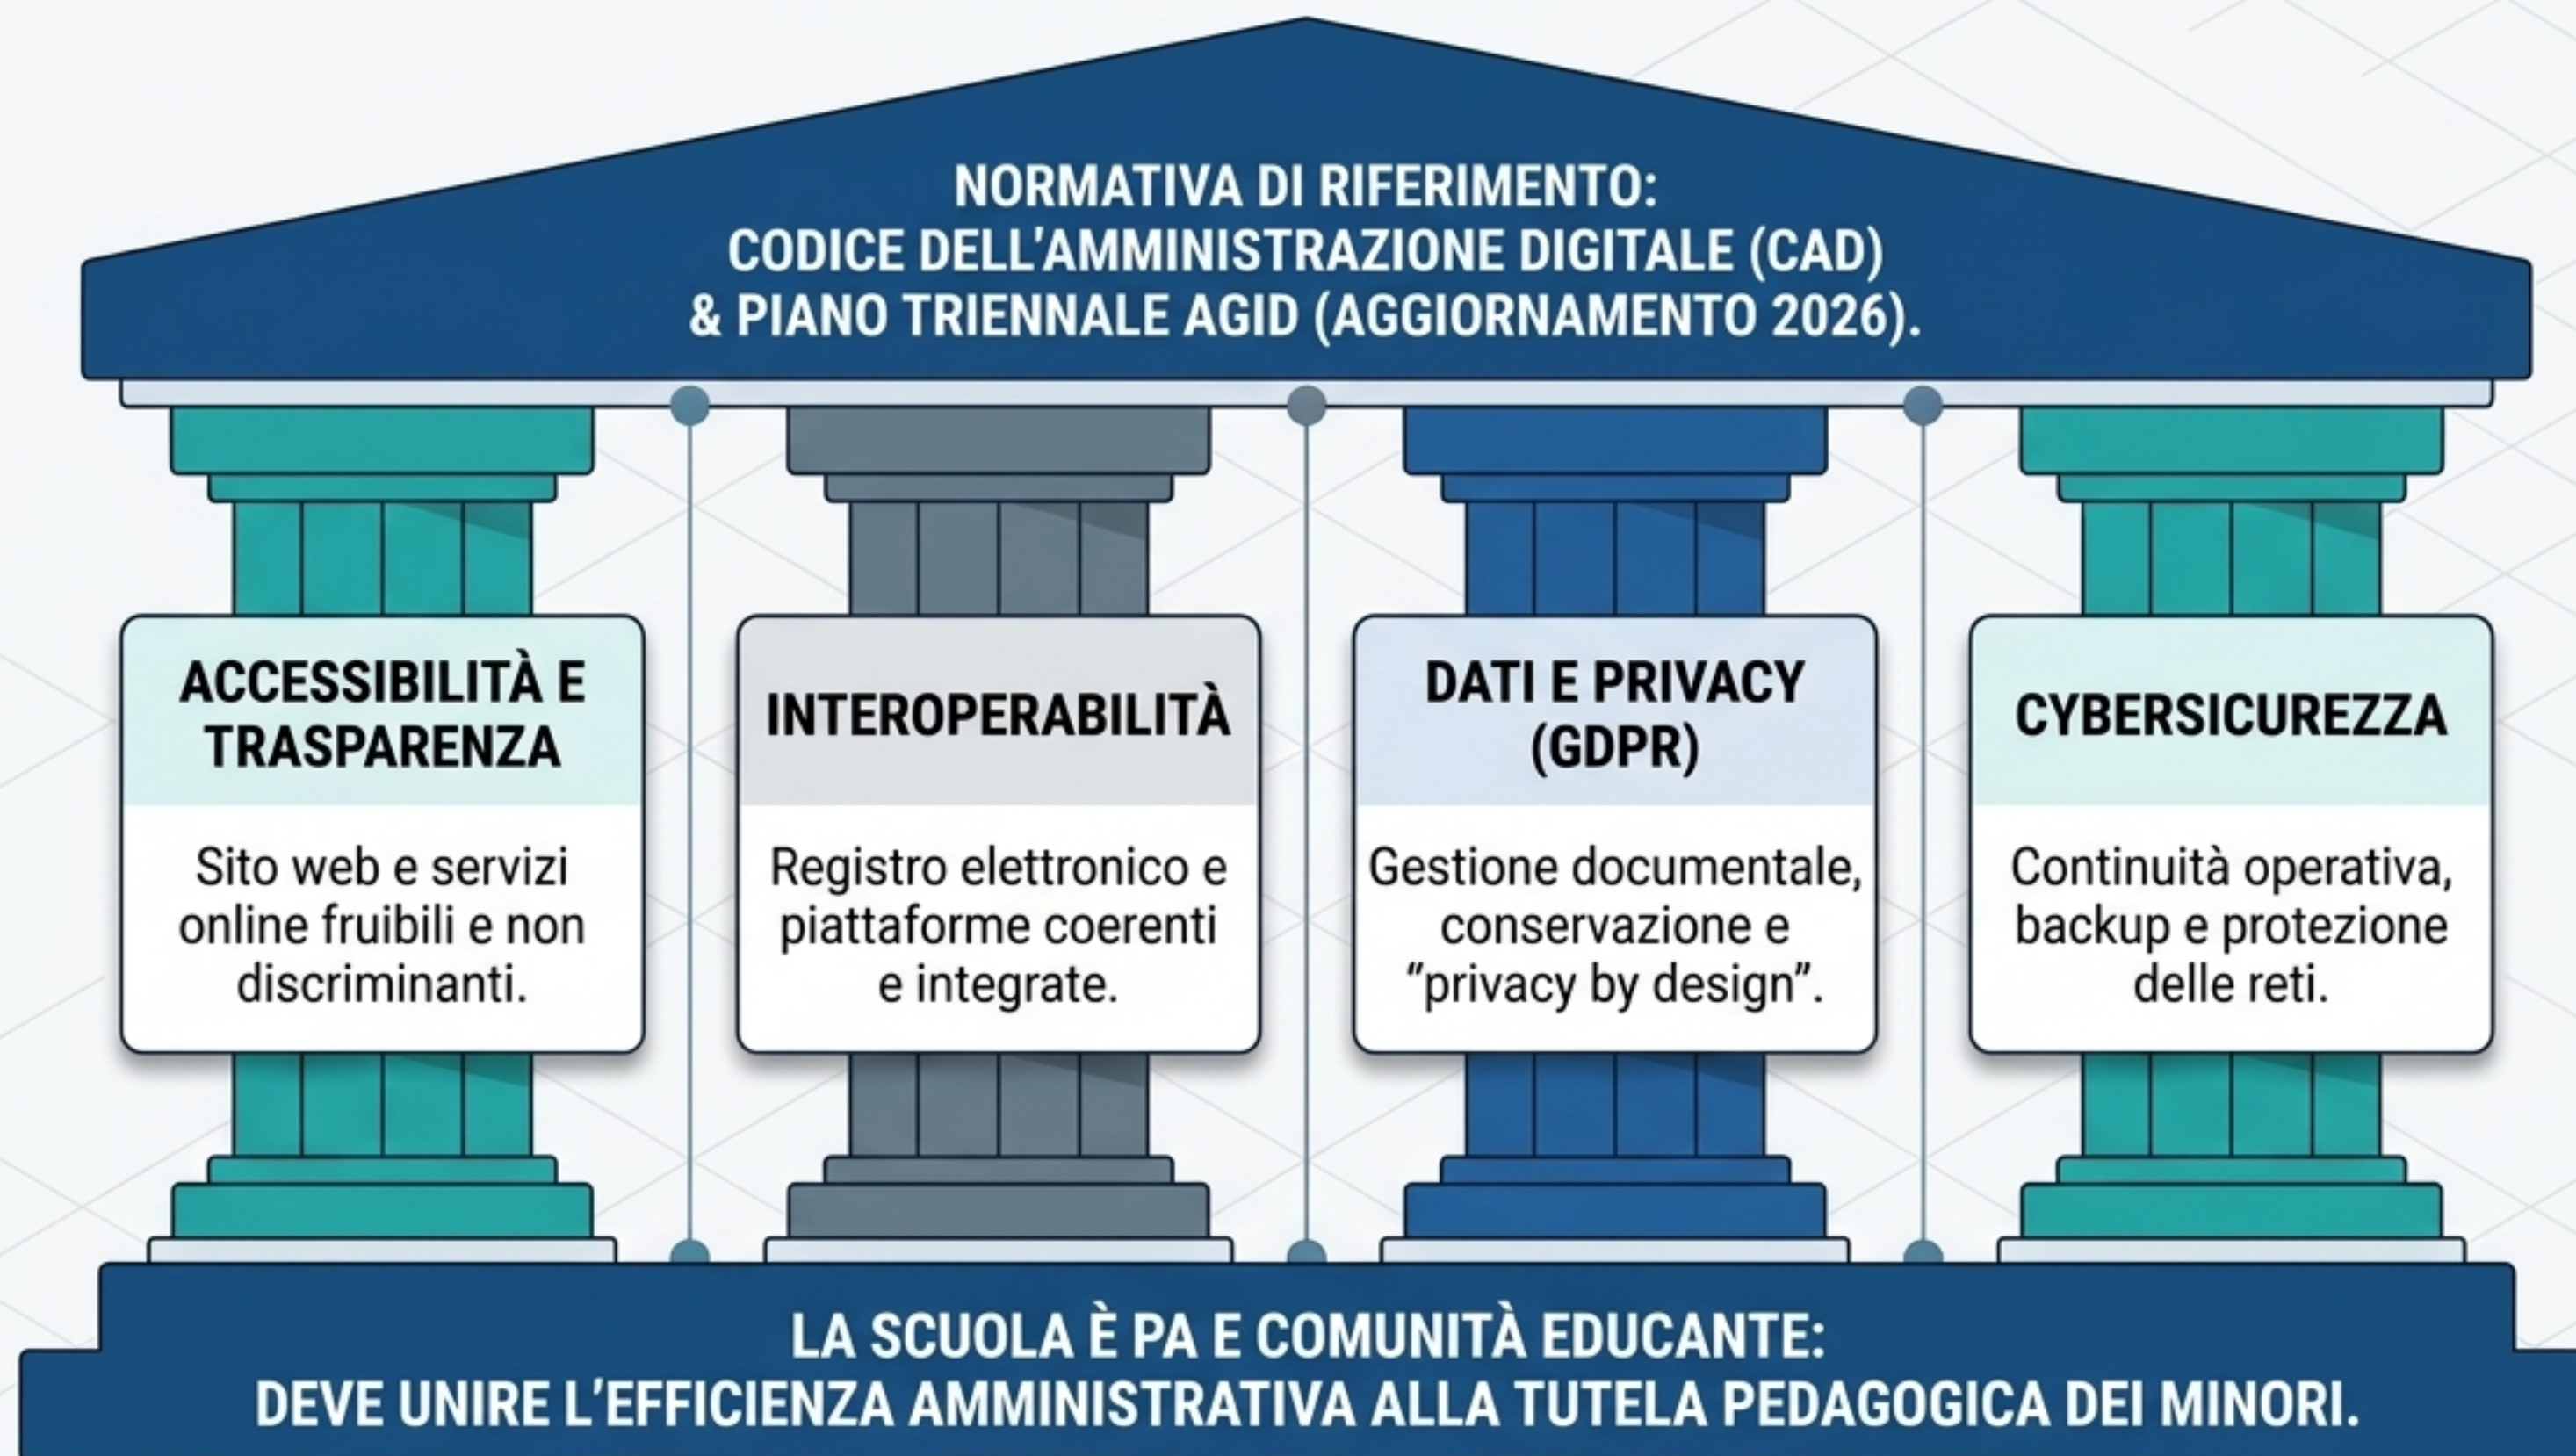 NORMATIVA DI RIFERIMENTO:
CODICE DELL'AMMINISTRAZIONE DIGITALE (CAD)
& PIANO TRIENNALE AGID (AGGIORNAMENTO 2026).
ACCESSIBILITÀ E
TRASPARENZA
Sito web e servizi
online fruibili e non
discriminanti.
INTEROPERABILITÀ
Registro elettronico e
piattaforme coerenti
e integrate.
DATI E PRIVACY
(GDPR)
Gestione documentale,
conservazione e
“privacy by design”.
CYBERSICUREZZA
Continuità operativa,
backup e protezione
delle reti.
LA SCUOLA È PA E COMUNITÀ EDUCANTE:
DEVE UNIRE L'EFFICIENZA AMMINISTRATIVA ALLA TUTELA PEDAGOGICA DEI MINORI.